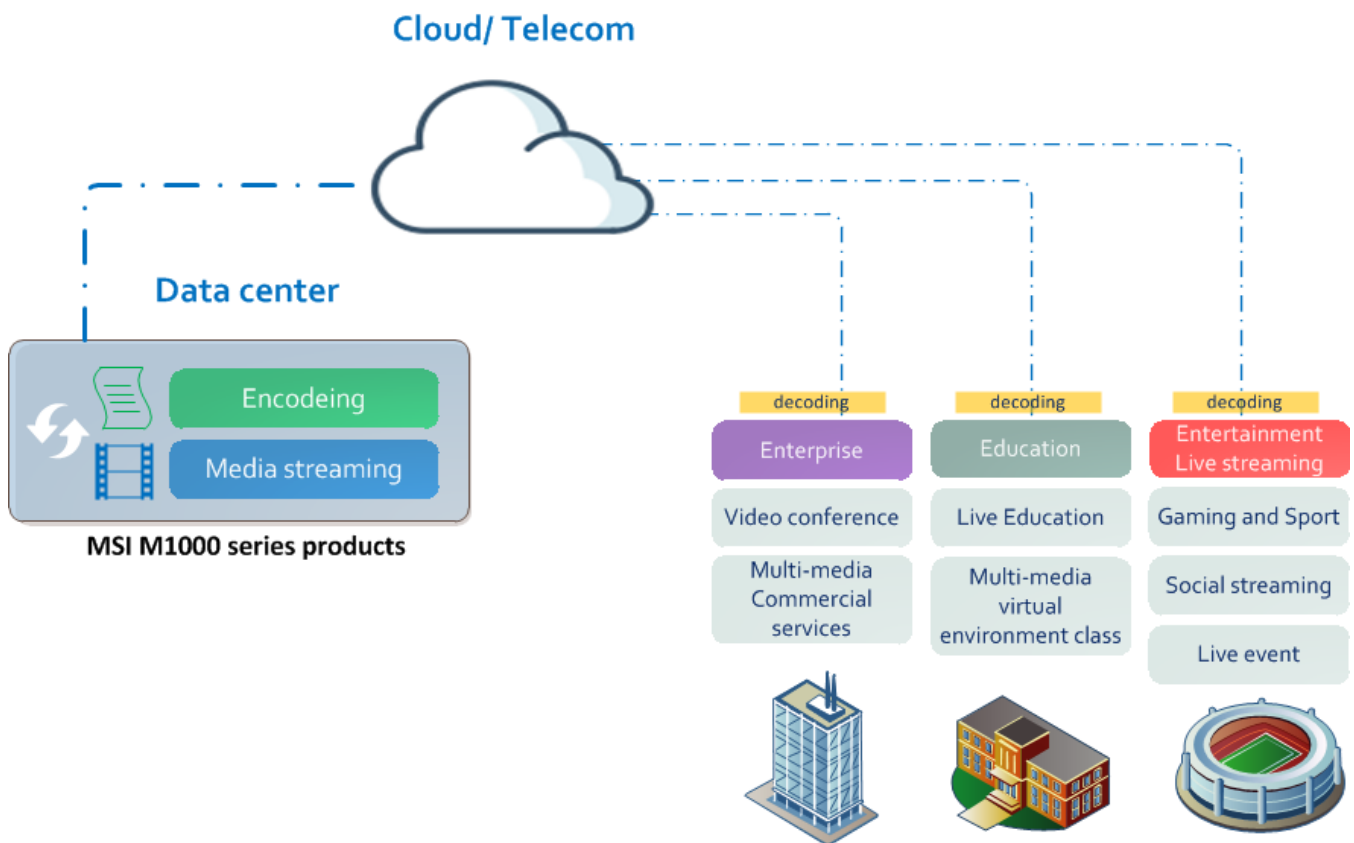 Cloud/ Telecom
Data center
Encodeing
Media streaming
MSI M1000 series products
decoding
Enterprise
Video conference
Multi-media
Commercial
services
decoding
Education
Live Education
Multi-media
virtual
environment class
decoding
Entertainment
Live streaming
Gaming and Sport
Social streaming
Live event